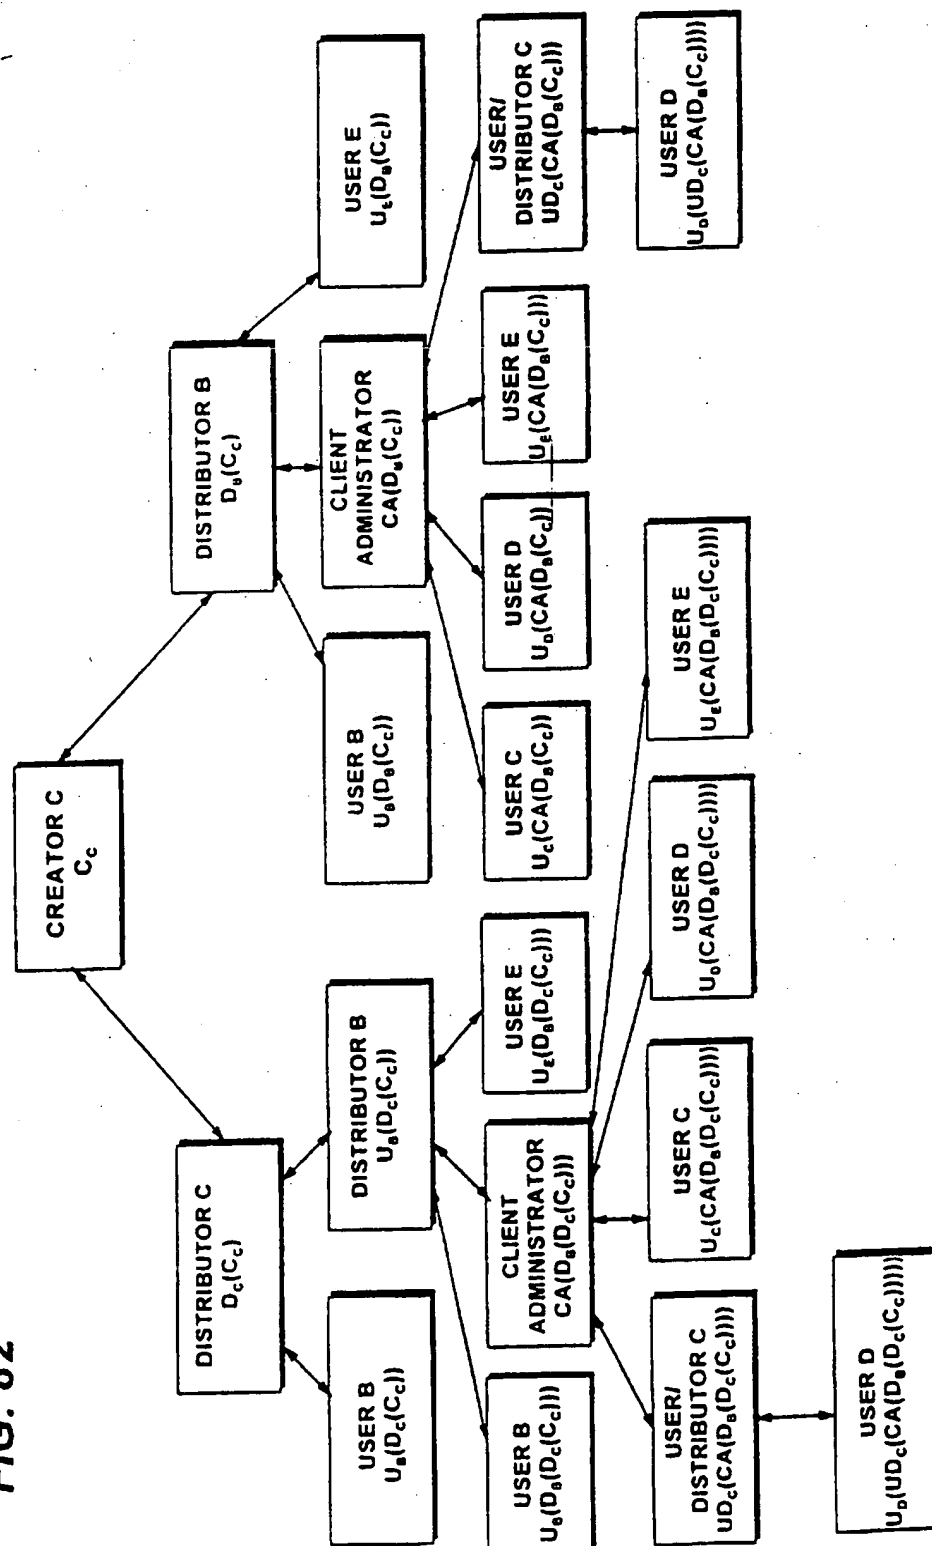 FIG. 82
CREATOR C
C_C
DISTRIBUTOR C
D_C(C_C)
DISTRIBUTOR B
D_B(C_C)
USER B
U_B(D_C(C_C))
DISTRIBUTOR B
U_B(D_C(C_C))
USER B
U_B(D_B(C_C))
CLIENT
ADMINISTRATOR
CA(D_B(C_C))
USER E
U_E(D_B(C_C))
USER B
U_B(D_B(D_C(C_C)))
CLIENT
ADMINISTRATOR
CA(D_B(D_C(C_C)))
USER E
U_E(D_B(D_C(C_C)))
USER C
U_C(CA(D_B(C_C)))
USER D
U_D(CA(D_B(C_C)))
USER E
U_E(CA(D_B(C_C)))
USER/
DISTRIBUTOR C
UD_C(CA(D_B(C_C)))
USER/
DISTRIBUTOR C
UD_C(CA(D_B(D_C(C_C))))
USER C
U_C(CA(D_B(D_C(C_C))))
USER D
U_D(CA(D_B(D_C(C_C))))
USER E
U_E(CA(D_B(D_C(C_C))))
USER D
U_D(UD_C(CA(D_B(C_C))))
USER D
U_D(UD_C(CA(D_B(D_C(C_C)))))